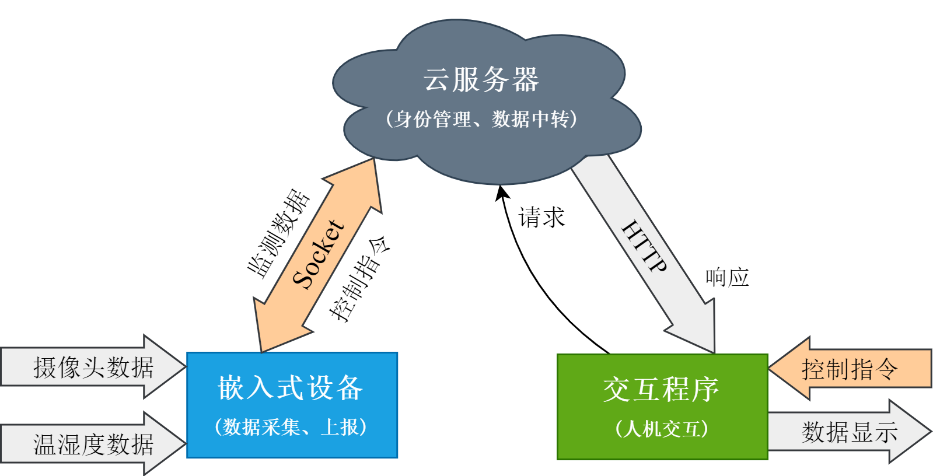 云服务器
(身份管理、数据中转)
监测数据
Socket
控制指令
请求
HTTP
响应
摄像头数据
温湿度数据
嵌入式设备
(数据采集、上报)
交互程序
(人机交互)
控制指令
数据显示